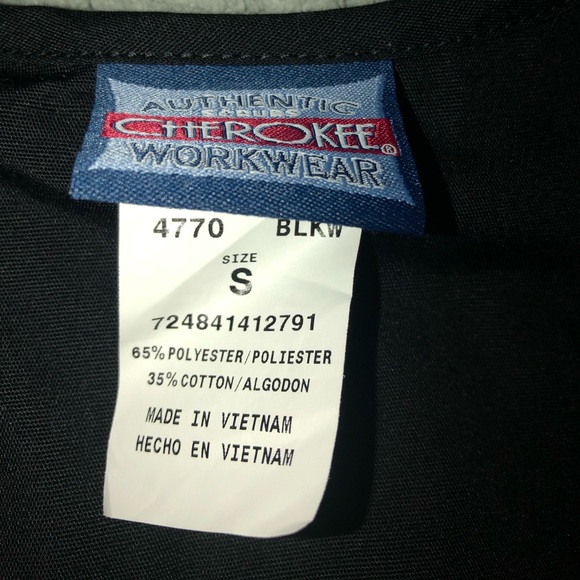 AUTHENTIC
SCRUBS
CHEROKEE®
WORKWEAR
4770 BLKW
SIZE
S
724841412791
65% POLYESTER/POLIESTER
35% COTTON/ALGODON
MADE IN VIETNAM
HECHO EN VIETNAM